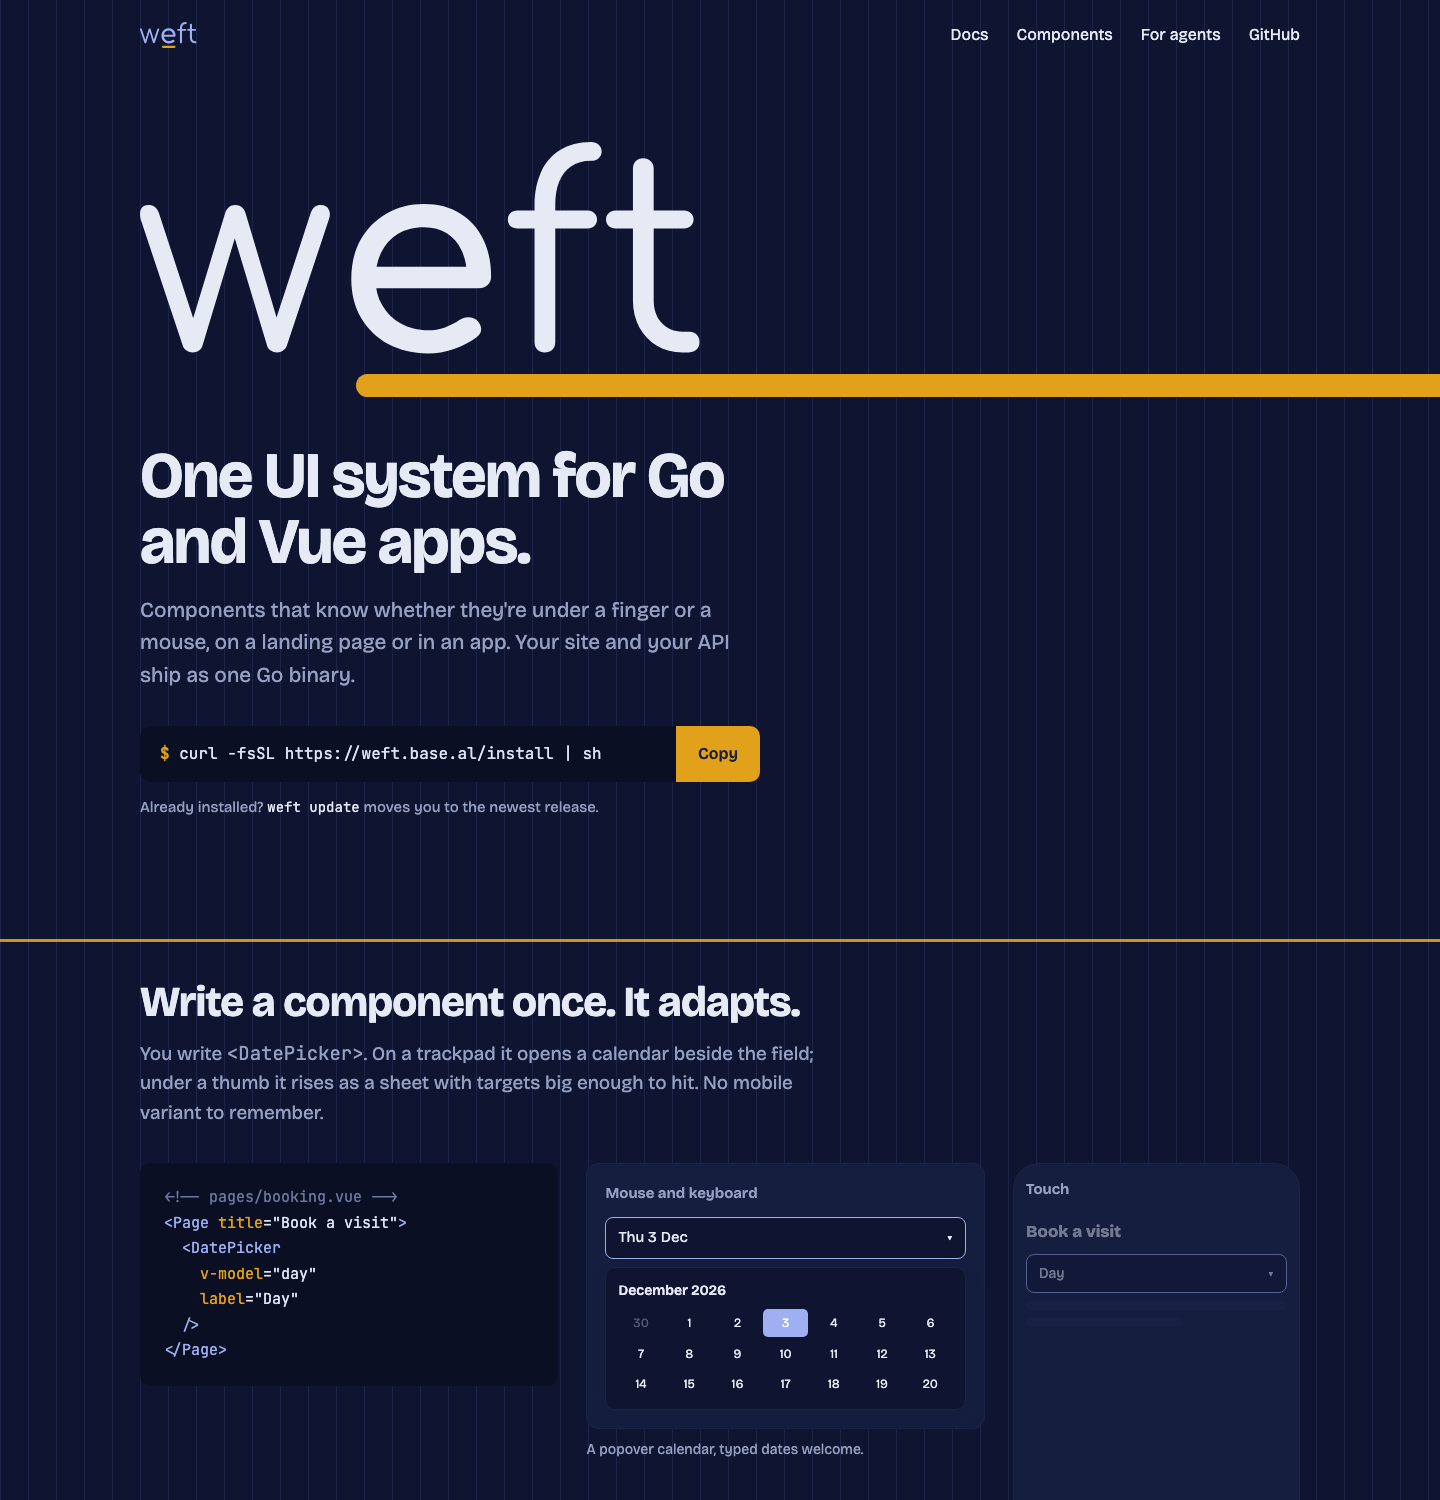 weft
Docs Components For agents GitHub
weft
One UI system for Go
and Vue apps.
Components that know whether they're under a finger or a
mouse, on a landing page or in an app. Your site and your API
ship as one Go binary.
$ curl -fsSL https://weft.base.al/install | sh
Copy
Already installed? weft update moves you to the newest release.
Write a component once. It adapts.
You write <DatePicker>. On a trackpad it opens a calendar beside the field;
under a thumb it rises as a sheet with targets big enough to hit. No mobile
variant to remember.
<!-- pages/booking.vue -->
<Page title="Book a visit">
<DatePicker
v-model="day"
label="Day"
/>
</Page>
Mouse and keyboard
Thu 3 Dec
December 2026
30 1 2 3 4 5 6
7 8 9 10 11 12 13
14 15 16 17 18 19 20
A popover calendar, typed dates welcome.
Touch
Book a visit
Day